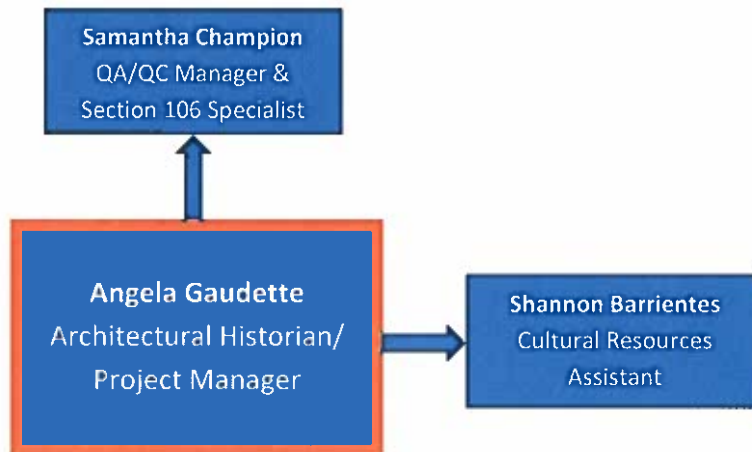 Samantha Champion
QA/QC Manager &
Section 106 Specialist
Angela Gaudette
Architectural Historian/
Project Manager
Shannon Barrientes
Cultural Resources
Assistant